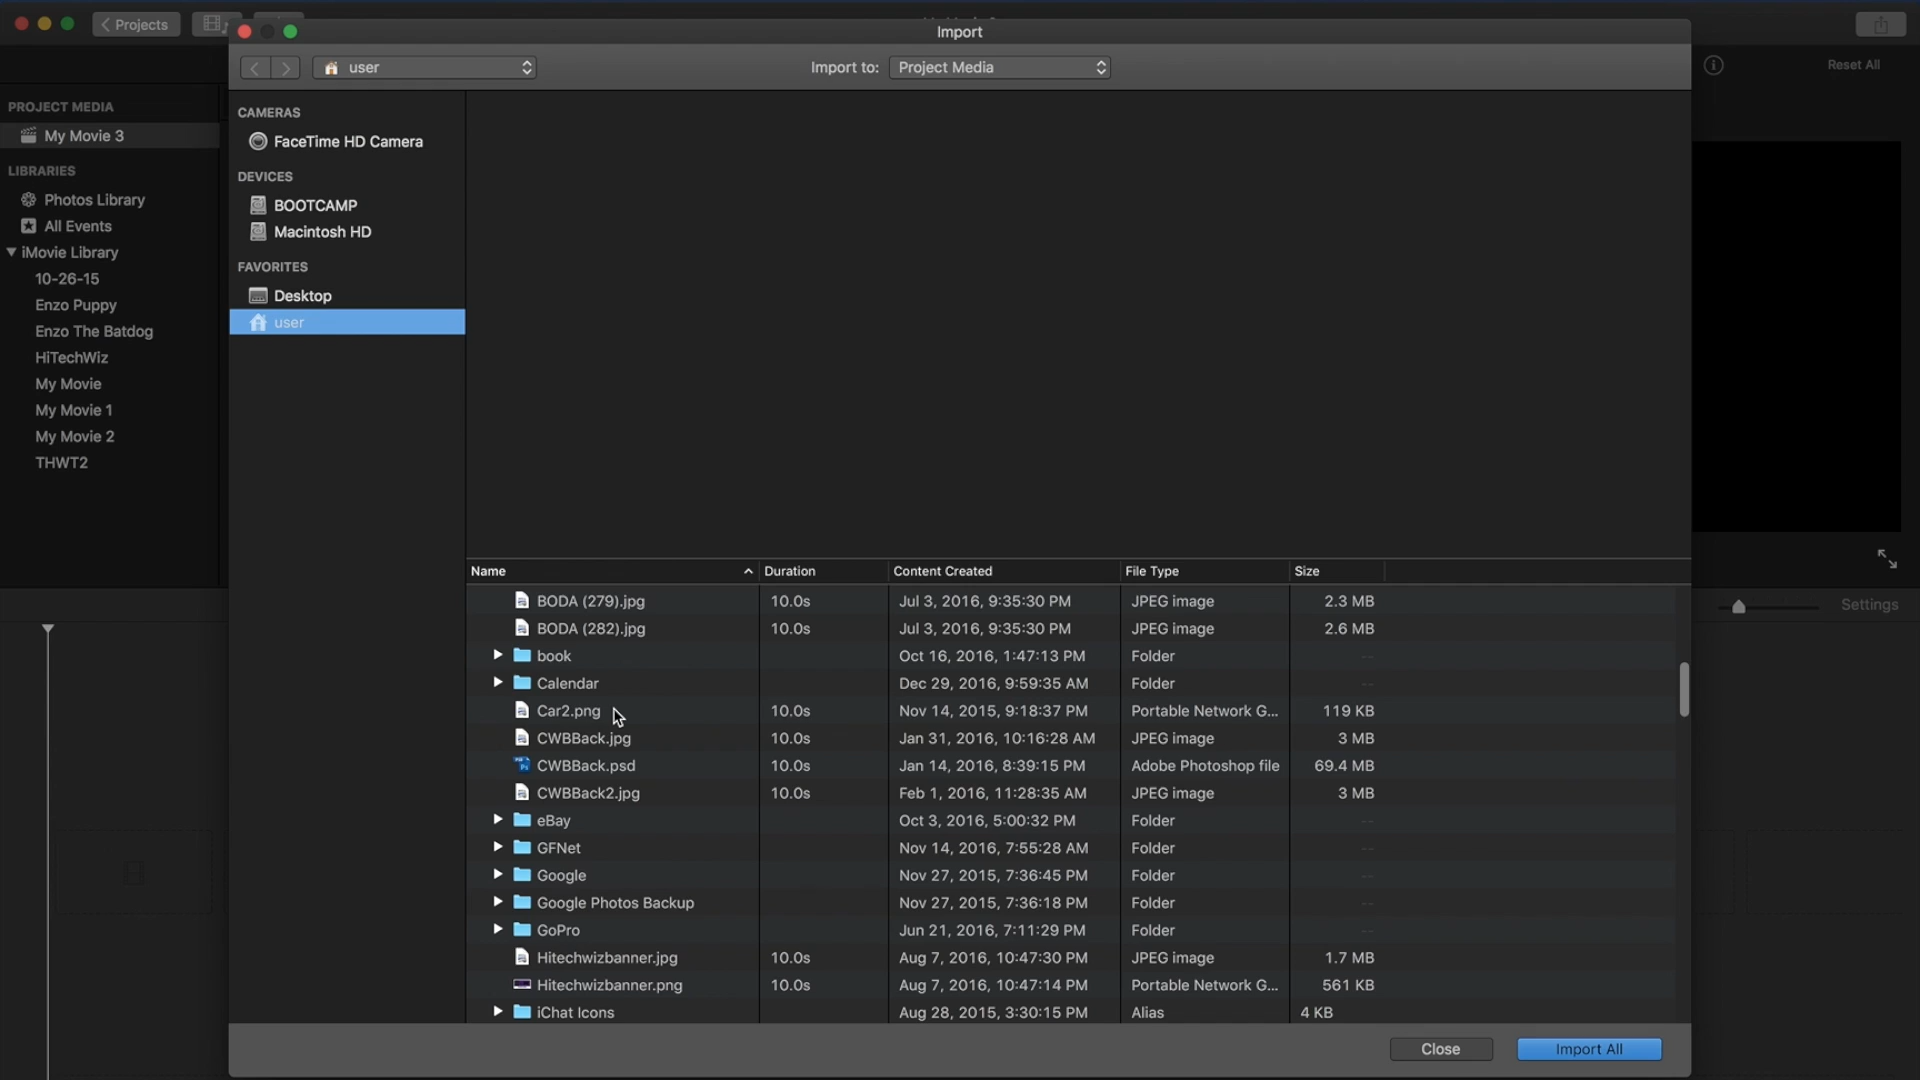 Projects
Import
user
Import to: Project Media
Reset All
PROJECT MEDIA
My Movie 3
LIBRARIES
Photos Library
All Events
iMovie Library
10-26-15
Enzo Puppy
Enzo The Batdog
HiTechWiz
My Movie
My Movie 1
My Movie 2
THWT2
CAMERAS
FaceTime HD Camera
DEVICES
BOOTCAMP
Macintosh HD
FAVORITES
Desktop
user
Name Duration Content Created File Type Size
BODA (279).jpg 10.0s Jul 3, 2016, 9:35:30 PM JPEG image 2.3 MB
BODA (282).jpg 10.0s Jul 3, 2016, 9:35:30 PM JPEG image 2.6 MB
book Oct 16, 2016, 1:47:13 PM Folder --
Calendar Dec 29, 2016, 9:59:35 AM Folder --
Car2.png 10.0s Nov 14, 2015, 9:18:37 PM Portable Network G... 119 KB
CWBBack.jpg 10.0s Jan 31, 2016, 10:16:28 AM JPEG image 3 MB
CWBBack.psd 10.0s Jan 14, 2016, 8:39:15 PM Adobe Photoshop file 69.4 MB
CWBBack2.jpg 10.0s Feb 1, 2016, 11:28:35 AM JPEG image 3 MB
eBay Oct 3, 2016, 5:00:32 PM Folder --
GFNet Nov 14, 2016, 7:55:28 AM Folder --
Google Nov 27, 2015, 7:36:45 PM Folder --
Google Photos Backup Nov 27, 2015, 7:36:18 PM Folder --
GoPro Jun 21, 2016, 7:11:29 PM Folder --
Hitechwizbanner.jpg 10.0s Aug 7, 2016, 10:47:30 PM JPEG image 1.7 MB
Hitechwizbanner.png 10.0s Aug 7, 2016, 10:47:14 PM Portable Network G... 561 KB
iChat Icons Aug 28, 2015, 3:30:15 PM Alias 4 KB
Settings
Close
Import All